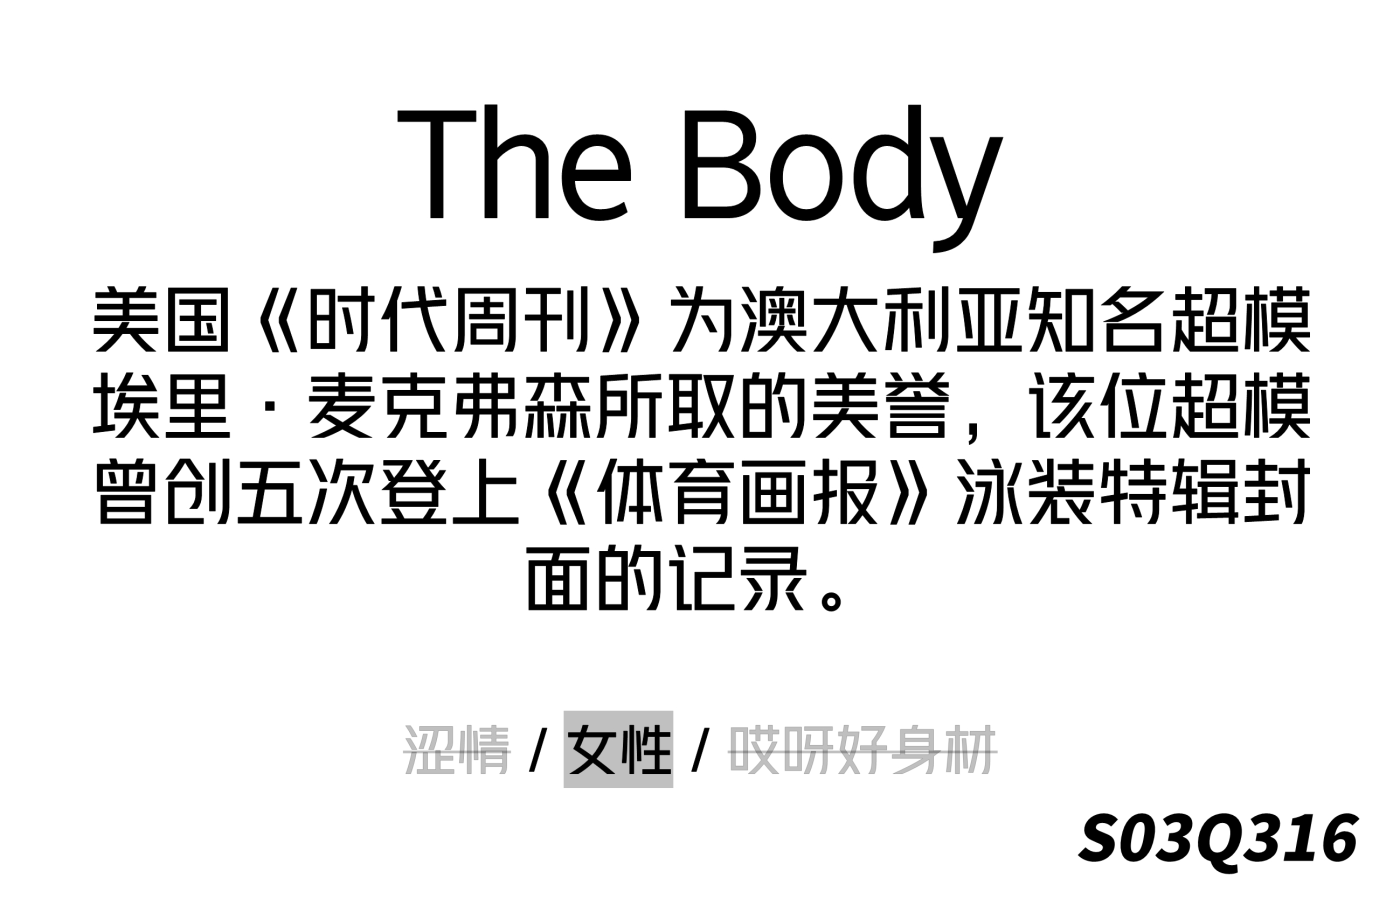 The Body
美国《时代周刊》为澳大利亚知名超模
埃里·麦克弗森所取的美誉，该位超模
曾创五次登上《体育画报》泳装特辑封
面的记录。
涩情 / 女性 / 哎呀好身材
S03Q316